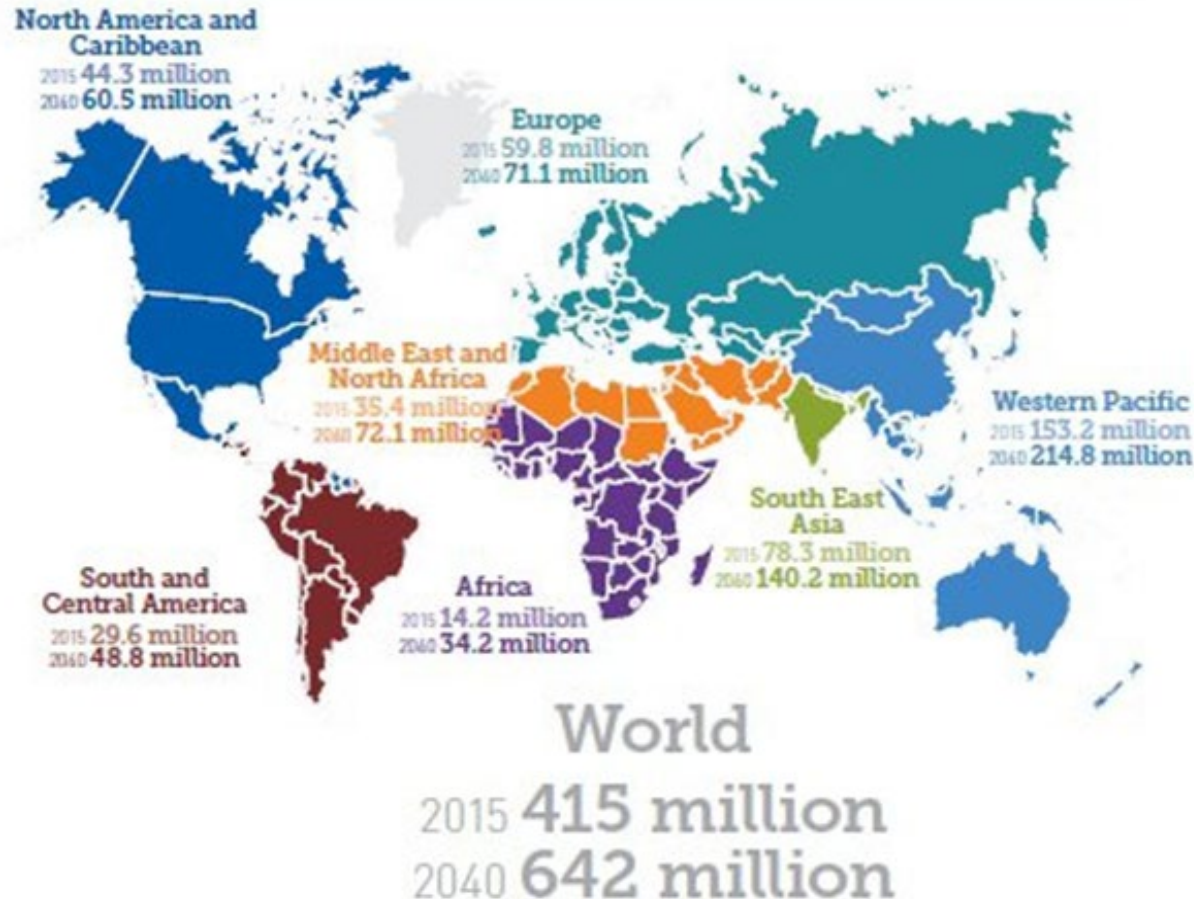 North America and
Caribbean
2015 44.3 million
2040 60.5 million
Europe
2015 59.8 million
2040 71.1 million
Middle East and
North Africa
2015 35.4 million
2040 72.1 million
Western Pacific
2015 153.2 million
2040 214.8 million
South East
Asia
2015 78.3 million
2040 140.2 million
South and
Central America
2015 29.6 million
2040 48.8 million
Africa
2015 14.2 million
2040 34.2 million
World
2015 415 million
2040 642 million